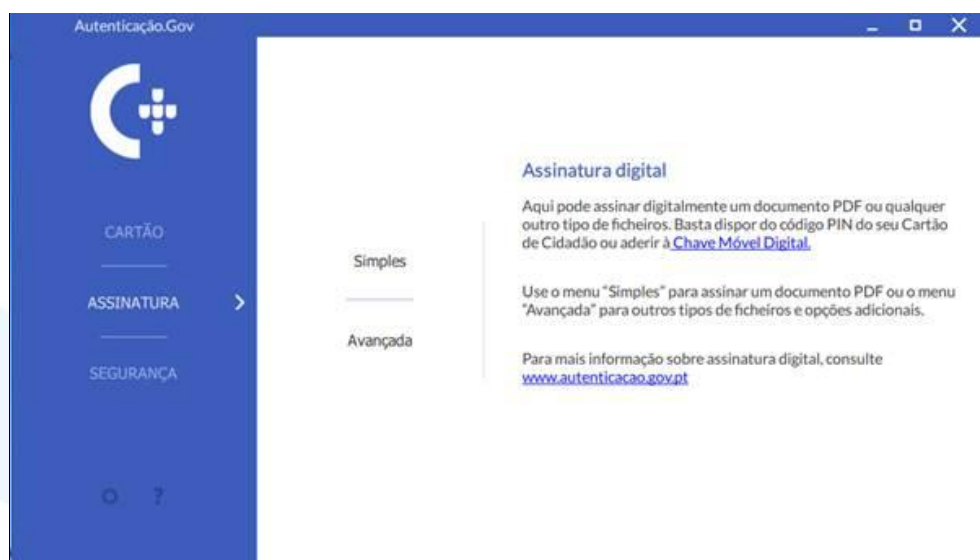 Autenticação.Gov
CARTÃO
ASSINATURA
SEGURANÇA
?
Simples
Avançada
Assinatura digital
Aqui pode assinar digitalmente um documento PDF ou qualquer
outro tipo de ficheiros. Basta dispor do código PIN do seu Cartão
de Cidadão ou aderir à Chave Móvel Digital.
Use o menu "Simples" para assinar um documento PDF ou o menu
"Avançada" para outros tipos de ficheiros e opções adicionais.
Para mais informação sobre assinatura digital, consulte
www.autenticacao.gov.pt